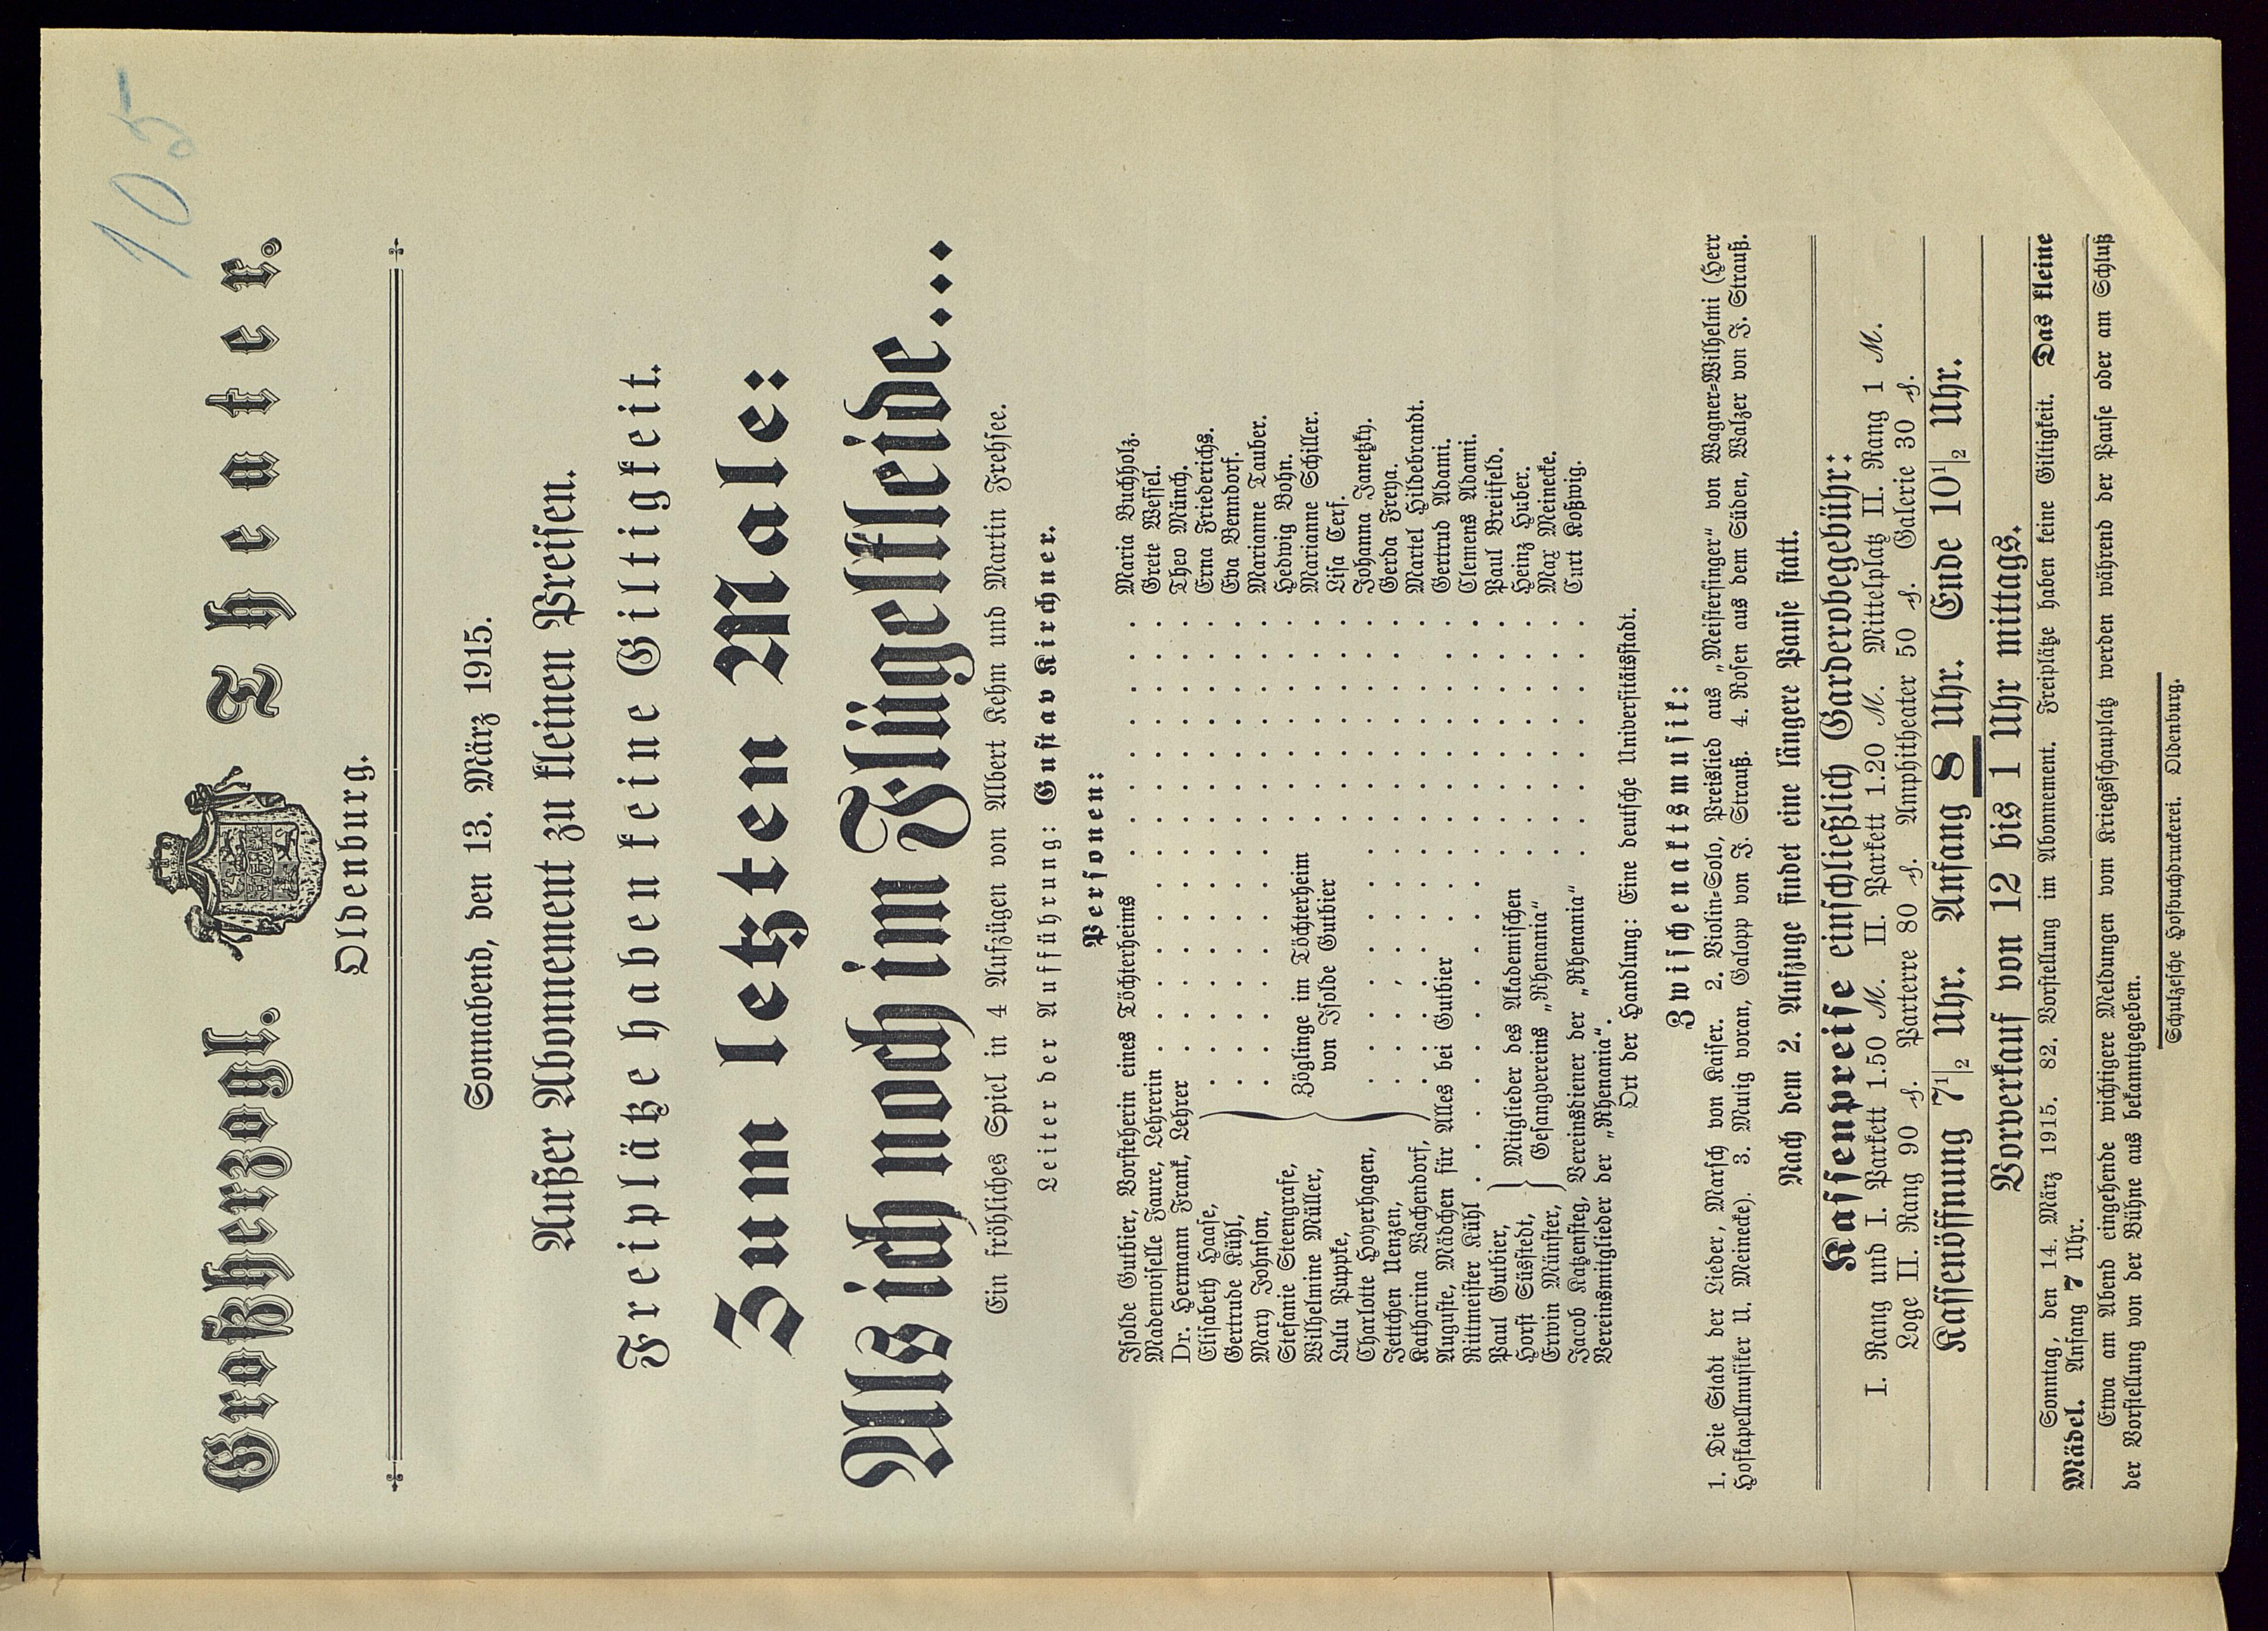 105
Großherzogl. Theater.
Oldenburg.
Sonnabend, den 13. März 1915.
Außer Abonnement zu kleinen Preisen.
Freiplätze haben keine Giltigkeit.
Zum letzten Male:
Als ich noch im Flügelkleide...
Ein fröhliches Spiel in 4 Aufzügen von Albert Kehm und Martin Frehsee.
Leiter der Aufführung: Gustav Kirchner.
Personen:
Isolde Gutbier, Vorsteherin eines Töchterheims . . . . . . . . Maria Buchholz.
Mademoiselle Faure, Lehrerin . . . . . . . . . . . . . . Grete Wessel.
Dr. Hermann Frank, Lehrer . . . . . . . . . . . . . . Theo Münch.
Elisabeth Haase, . . . . . . . . . . . . . . . Erna Friederichs.
Gertrude Kühl, . . . . . . . . . . . . . . . Eva Benndorf.
Mary Johnson, . . . . . . . . . . . . . . . Marianne Tauber.
Stefanie Steengrafe, Zöglinge im Töchterheim von Isolde Gutbier . . . . . . . Hedwig Bohn.
Wilhelmine Müller, . . . . . . . Marianne Schiller.
Lulu Puppke, . . . . . . . Lisa Cerf.
Charlotte Hoyerhagen, . . . . . . . . . . . . . . . Johanna Janetzky.
Jettchen Uenzen, . . . . . . . . . . . . . . . Gerda Freya.
Katharina Wachendorf, . . . . . . . . . . . . . . . Martel Hildebrandt.
Auguste, Mädchen für Alles bei Gutbier . . . . . . . . . . Gertrud Adami.
Rittmeister Kühl . . . . . . . . . . . . . . . . . . Clemens Adami.
Paul Gutbier, Mitglieder des Akademischen Gesangvereins „Rhenania“ . . . . . . . . Paul Breitfeld.
Horst Süßstedt, . . . . . . . . Heinz Huber.
Erwin Münster, . . . . . . . . Max Meinecke.
Jacob Katzensteg, Vereinsdiener der „Rhenania“ . . . . . . . . Curt Koßwig.
Vereinsmitglieder der „Rhenania“.
Ort der Handlung: Eine deutsche Universitätsstadt.
Zwischenaktsmusik:
1. Die Stadt der Lieder, Marsch von Kaiser. 2. Violin=Solo, Preislied aus „Meistersinger“ von Wagner=Wilhelmi (Herr
Hofkapellmusiker U. Meinecke). 3. Mutig voran, Galopp von J. Strauß. 4. Rosen aus dem Süden, Walzer von J. Strauß.
Nach dem 2. Aufzuge findet eine längere Pause statt.
Kassenpreise einschließlich Garderobegebühr:
I. Rang und I. Parkett 1.50 M. II. Parkett 1.20 M. Mittelplatz II. Rang 1 M.
Loge II. Rang 90 ₰. Parterre 80 ₰. Amphitheater 50 ₰. Galerie 30 ₰.
Kassenöffnung 7 1/2 Uhr. Anfang 8 Uhr. Ende 10 1/2 Uhr.
Vorverkauf von 12 bis 1 Uhr mittags.
Sonntag, den 14. März 1915. 82. Vorstellung im Abonnement. Freiplätze haben keine Giltigkeit. Das kleine
Mädel. Anfang 7 Uhr.
Etwa am Abend eingehende wichtigere Meldungen vom Kriegsschauplatz werden während der Pause oder am Schluß
der Vorstellung von der Bühne aus bekanntgegeben.
Schulzesche Hofbuchdruckerei. Oldenburg.